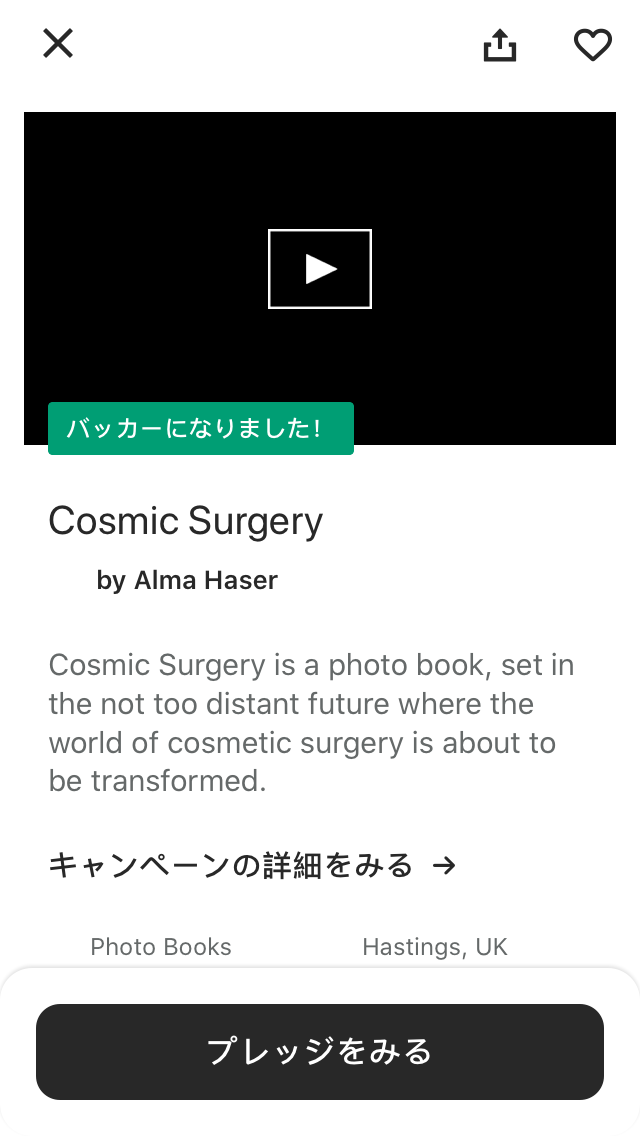 バッカーになりました!
Cosmic Surgery
by Alma Haser
Cosmic Surgery is a photo book, set in
the not too distant future where the
world of cosmetic surgery is about to
be transformed.
キャンペーンの詳細をみる →
Photo Books
Hastings, UK
プレッジをみる